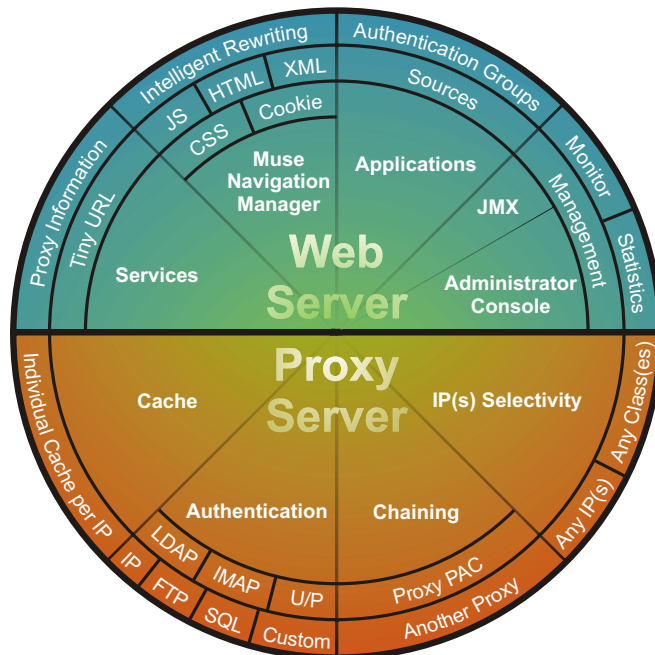 Intelligent Rewriting
Authentication Groups
JS
HTML
XML
Sources
CSS
Cookie
Proxy Information
Tiny URL
Monitor
Management
Statistics
Muse
Navigation
Manager
Applications
JMX
Services
Administrator
Console
Web
Server
Proxy
Server
Cache
IP(s) Selectivity
Individual Cache per IP
Any Class(es)
Any IP(s)
Authentication
Chaining
LDAP
IMAP
U/P
Proxy PAC
IP
FTP
SQL
Custom
Another Proxy